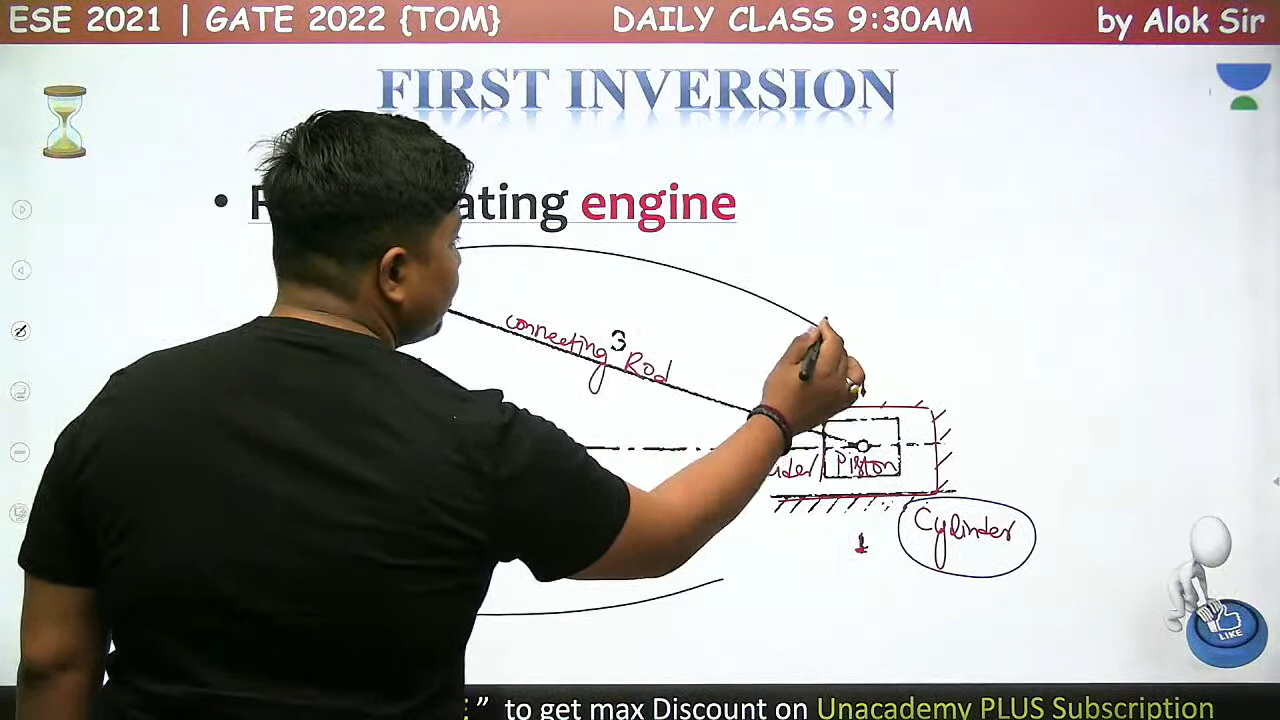 ESE 2021 | GATE 2022 {TOM} DAILY CLASS 9:30AM by Alok Sir
FIRST INVERSION
ating engine
connecting Rod
3
Piston
Cylinder
1
LIKE
” to get max Discount on Unacademy PLUS Subscription